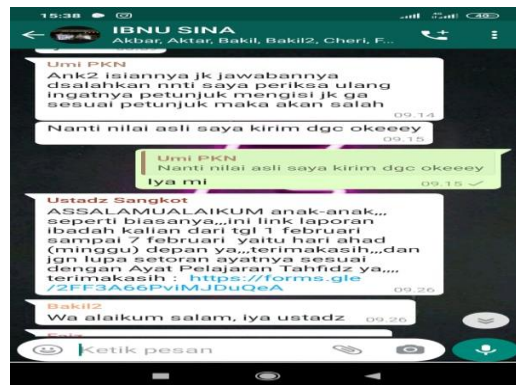 15:38
40
IBNU SINA
Akbar, Aktar, Bakil, Bakil2, Cheri, F...
Umi PKN
Ank2 isiannya jk jawabannya
dsalahkan nnti saya periksa ulang
ingatnya petunjuk mengisi jk ga
sesuai petunjuk maka akan salah
09.14
Nanti nilai asli saya kirim dgc okeeey
09.15
Umi PKN
Nanti nilai asli saya kirim dgc okeeey
Iya mi
09.15
Ustadz Sangkot
ASSALAMUALAIKUM anak-anak,,,
seperti biasanya,,,ini link laporan
ibadah kalian dari tgl 1 februari
sampai 7 februari yaitu hari ahad
(minggu) depan ya,,terimakasih,,,dan
jgn lupa setoran ayatnya sesuai
dengan Ayat Pelajaran Tahfidz ya,,,,
terimakasih : https://forms.gle
/2FF3A66PviMJDuQeA
09.26
Bakil2
Wa alaikum salam, iya ustadz
09.26
Ketik pesan